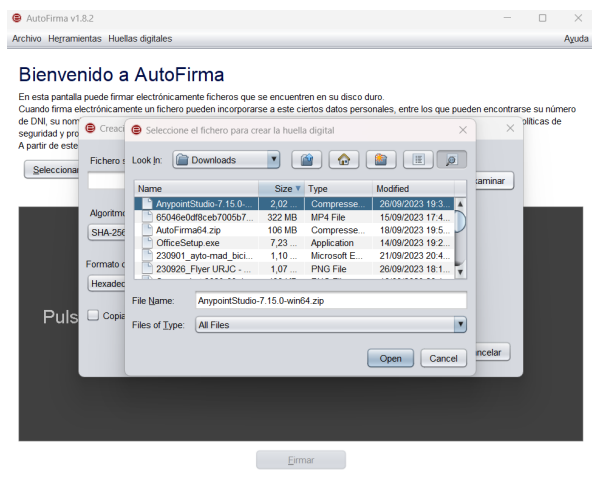 AutoFirma v1.8.2
Archivo Herramientas Huellas digitales Ayuda
Bienvenido a AutoFirma
En esta pantalla puede firmar electrónicamente ficheros que se encuentren en su disco duro.
Cuando firma electrónicamente un fichero pueden incorporarse a este ciertos datos personales, entre los que pueden encontrarse su número
de DNI, su nom olíticas de
seguridad y pro
A partir de este
Creaci
Seleccione el fichero para crear la huella digital
Seleccionar
Fichero s
Look In: Downloads
aminar
Name Size Type Modified
AnypointStudio-7.15.0-... 2,02 ... Compresse... 26/09/2023 19:3...
65046e0df8ceb7005b7... 322 MB MP4 File 15/09/2023 17:4...
AutoFirma64.zip 106 MB Compresse... 18/09/2023 19:5...
OfficeSetup.exe 7,23 ... Application 14/09/2023 19:2...
230901_ayto-mad_bici... 1,10 ... Microsoft E... 21/09/2023 20:4...
230926_Flyer URJC - ... 1,07 ... PNG File 26/09/2023 18:1...
Algoritmo
SHA-256
Formato d
Hexadec
Copia
Puls
File Name: AnypointStudio-7.15.0-win64.zip
Files of Type: All Files
Open Cancel
ncelar
Firmar